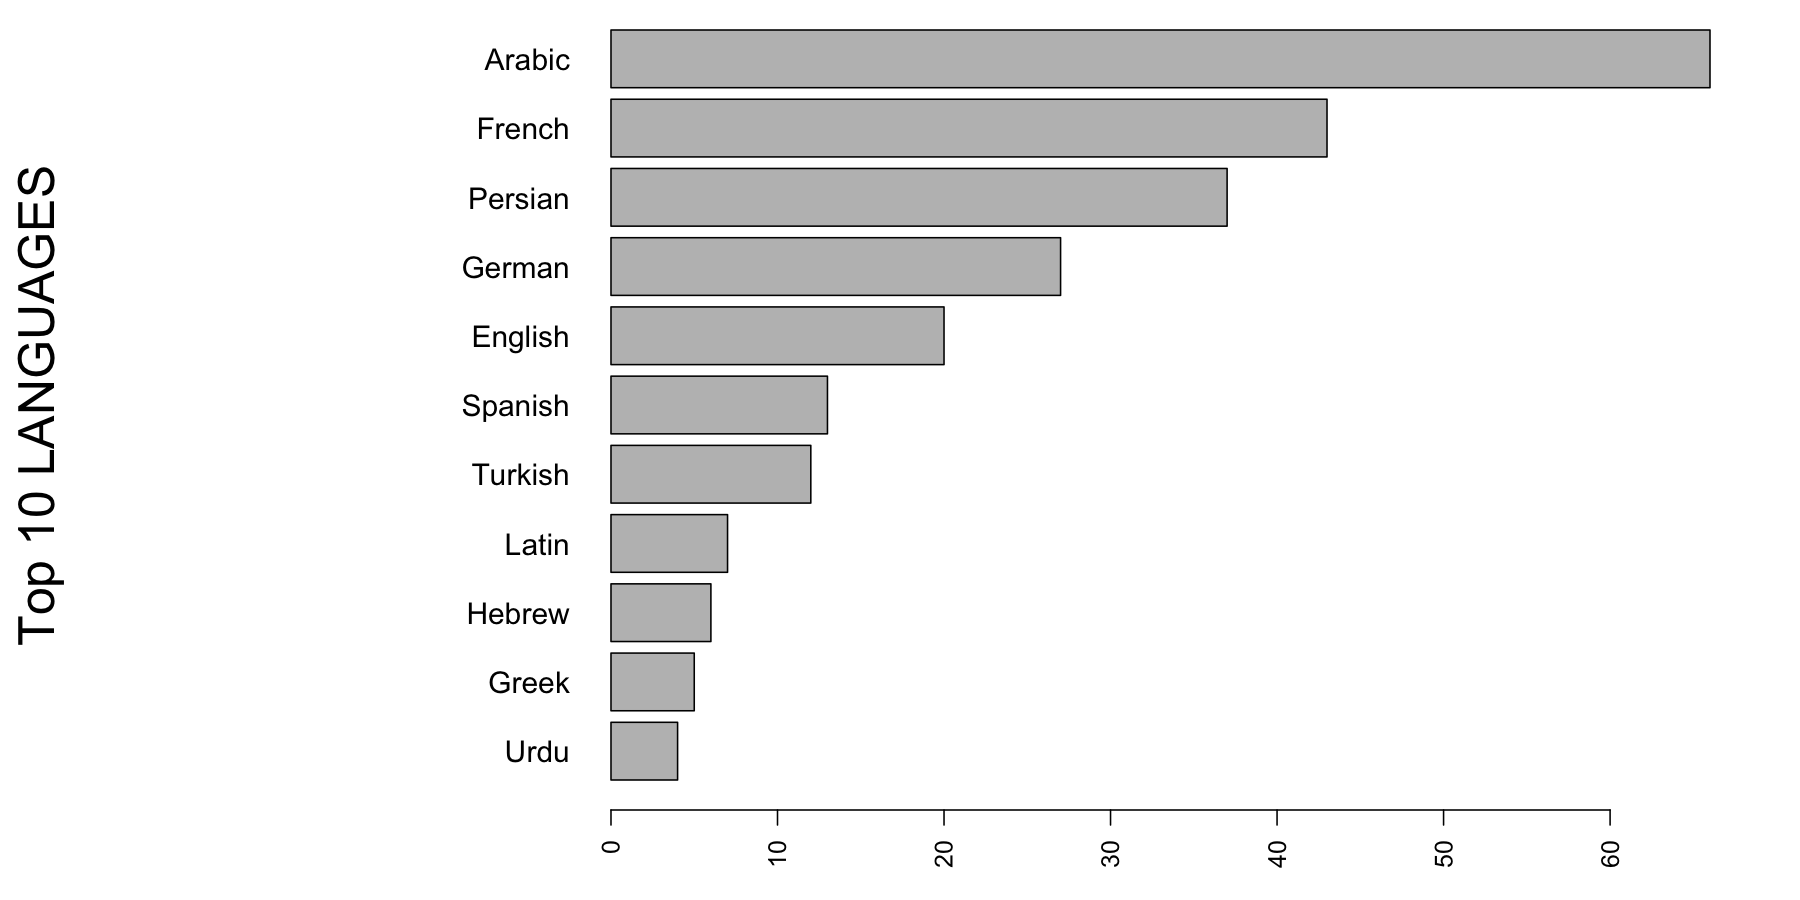 Top 10 LANGUAGES
Arabic
French
Persian
German
English
Spanish
Turkish
Latin
Hebrew
Greek
Urdu
0 10 20 30 40 50 60